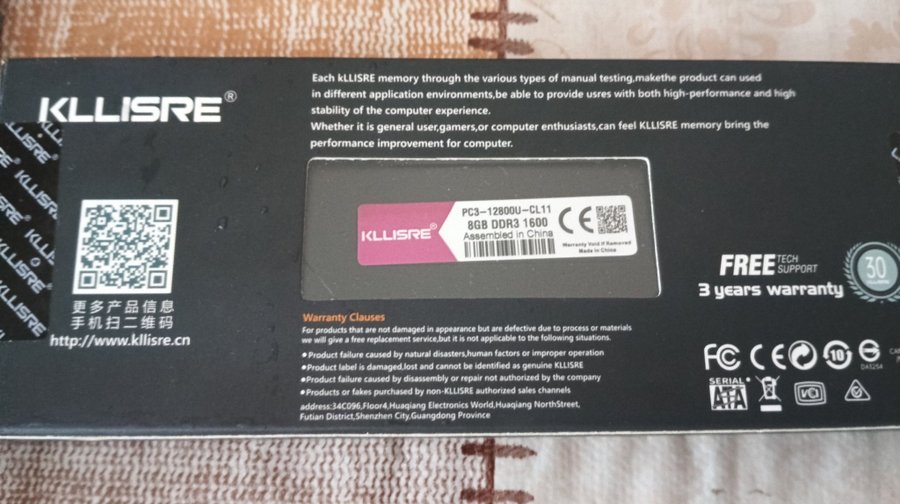 KLLISRE®
Each kLLISRE memory through the various types of manual testing,makethe product can used
in different application environments,be able to provide usres with both high-performance and high
stability of the computer experience.
Whether it is general user,gamers,or computer enthusiasts,can feel KLLISRE memory bring the
performance improvement for computer.
KLLISRE®
PC3-12800U-CL11
8GB DDR3 1600
Assembled in China
CE
Warranty Void if Removed
Made in China
更多产品信息
手机扫二维码
http://www.kllisre.cn
FREE TECH SUPPORT
3 years warranty
30
Warranty Clauses
For products that are not damaged in appearance but are defective due to process or materials
we will give a free replacement service,but it is not applicable to the following situations.
●Product failure caused by natural disasters,human factors or improper operation
●Product label is damaged,lost and cannot be identified as genuine KLLISRE
●Product failure caused by disassembly or repair not authorized by the company
●Products or fakes purchased by non-KLLISRE authorized sales channels
address:34C096,Floor4,Huaqiang Electronics World,Huaqiang NorthStreet,
Futian District,Shenzhen City,Guangdong Province
FC CE 10
SERIAL
SATA
KLLISRE
KLLISRE
KLLISRE
KLLISRE